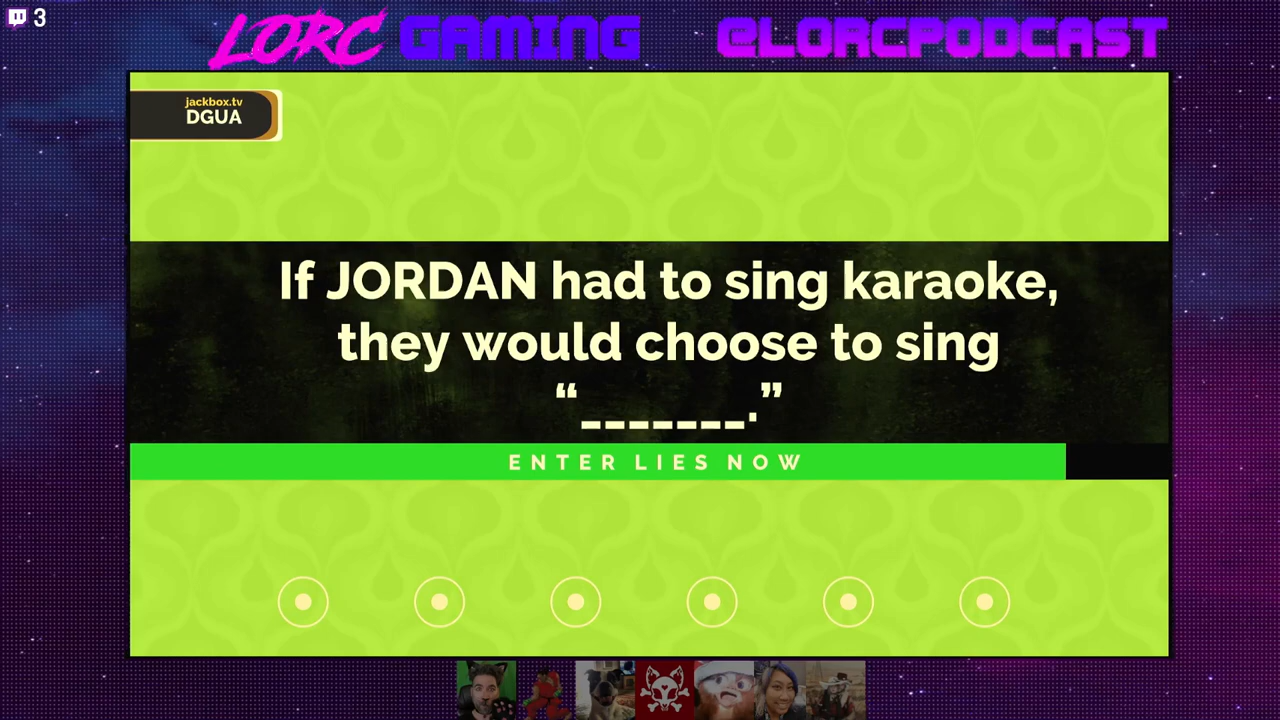 3
LORC GAMING @LORCPODCAST
jackbox.tv
DGUA
If JORDAN had to sing karaoke,
they would choose to sing
“_______.”
ENTER LIES NOW